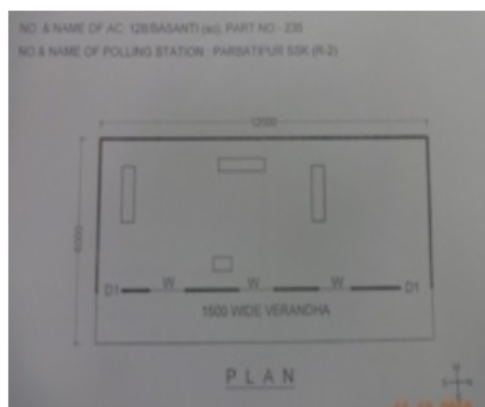 NO. & NAME OF AC: 128/BASANTI (sc), PART NO - 235
NO & NAME OF POLLING STATION : PARBATIPUR SSK (R-2)
12000
D1 W W W D1
1500 WIDE VERANDHA
PLAN